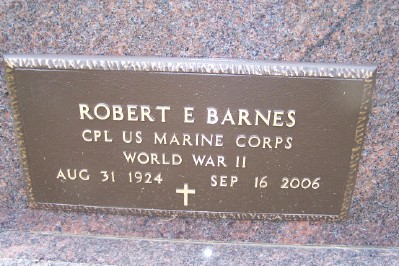 ROBERT E BARNES
CPL US MARINE CORPS
WORLD WAR II
AUG 31 1924 SEP 16 2006